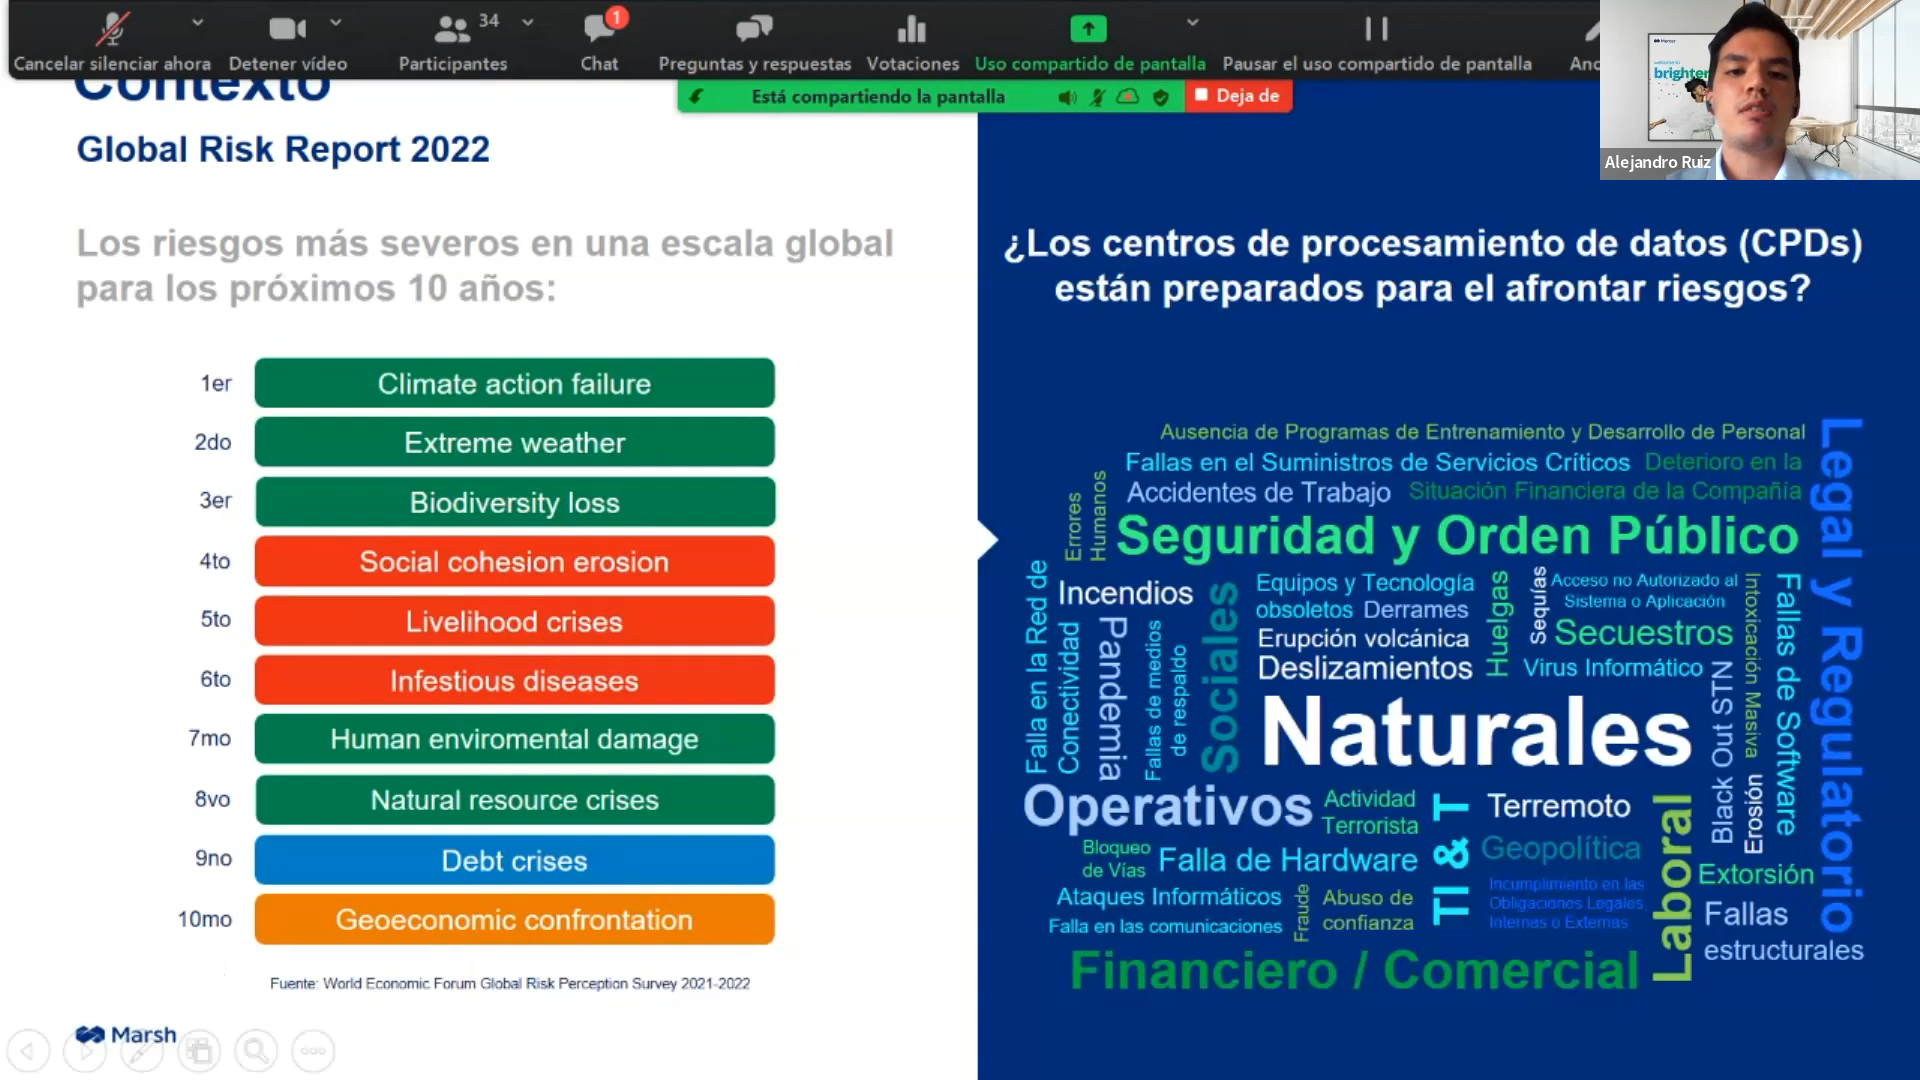 34
1
Cancelar silenciar ahora
Detener vídeo
Participantes
Chat
Preguntas y respuestas
Votaciones
Uso compartido de pantalla
Pausar el uso compartido de pantalla
Está compartiendo la pantalla
Deja de
Mercer
brighter
Alejandro Ruiz
Contexto
Global Risk Report 2022
Los riesgos más severos en una escala global
para los próximos 10 años:
1er Climate action failure
2do Extreme weather
3er Biodiversity loss
4to Social cohesion erosion
5to Livelihood crises
6to Infestious diseases
7mo Human enviromental damage
8vo Natural resource crises
9no Debt crises
10mo Geoeconomic confrontation
Fuente: World Economic Forum Global Risk Perception Survey 2021-2022
Marsh
¿Los centros de procesamiento de datos (CPDs)
están preparados para el afrontar riesgos?
Ausencia de Programas de Entrenamiento y Desarrollo de Personal
Fallas en el Suministros de Servicios Críticos
Deterioro en la
Situación Financiera de la Compañía
Accidentes de Trabajo
Errores
Humanos
Seguridad y Orden Público
Legal y Regulatorio
Falla en la Red de
Conectividad
Incendios
Pandemia
Fallas de medios
de respaldo
Sociales
Equipos y Tecnología
obsoletos
Derrames
Erupción volcánica
Deslizamientos
Huelgas
Sequías
Acceso no Autorizado al
Sistema o Aplicación
Secuestros
Virus Informático
Intoxicación Masiva
Fallas de Software
Naturales
Black Out STN
Erosión
Operativos
Actividad
Terrorista
TI & T
Terremoto
Geopolítica
Laboral
Bloqueo
de Vías
Falla de Hardware
Extorsión
Ataques Informáticos
Fraude
Abuso de
confianza
Incumplimiento en las
Obligaciones Legales,
Internas o Externas
Fallas
estructurales
Falla en las comunicaciones
Financiero / Comercial